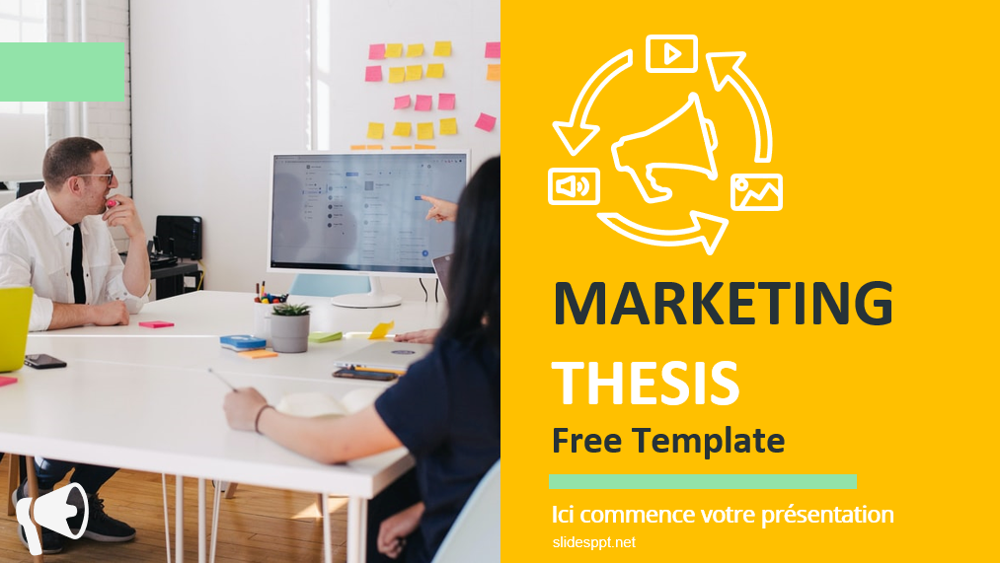 MARKETING
THESIS
Free Template
Ici commence votre présentation
slidesppt.net